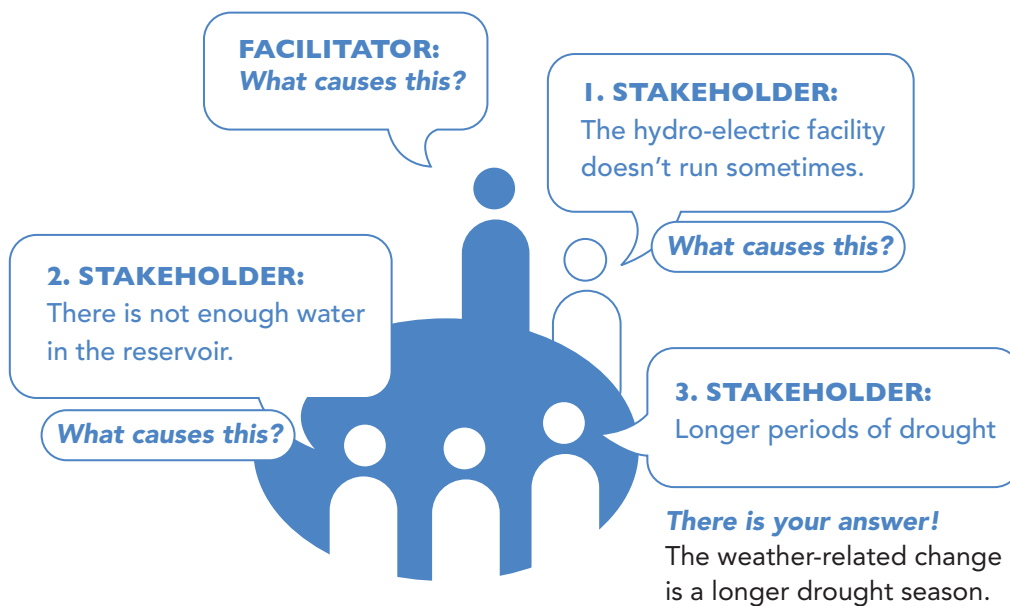 FACILITATOR:
What causes this?
1. STAKEHOLDER:
The hydro-electric facility
doesn’t run sometimes.
What causes this?
2. STAKEHOLDER:
There is not enough water
in the reservoir.
What causes this?
3. STAKEHOLDER:
Longer periods of drought
There is your answer!
The weather-related change
is a longer drought season.